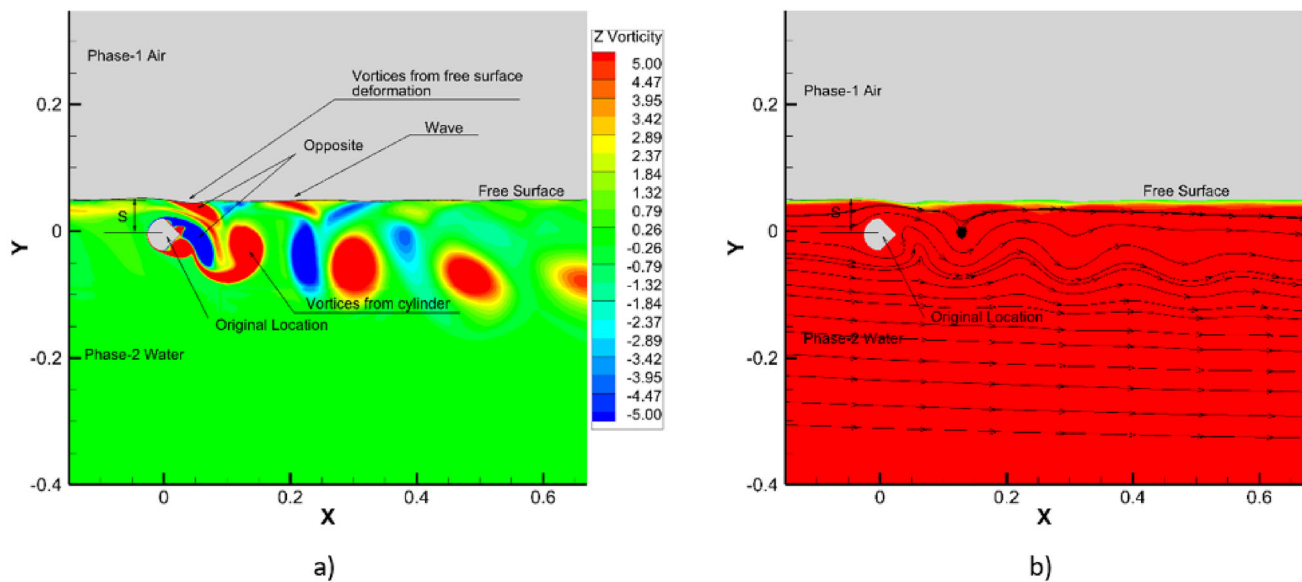 Phase-1 Air
Vortices from free surface
deformation
Wave
Opposite
Free Surface
S
Vortices from cylinder
Original Location
Phase-2 Water
0.2
0
-0.2
-0.4
Y
0
0.2
0.4
0.6
X
Z Vorticity
5.00
4.47
3.95
3.42
2.89
2.37
1.84
1.32
0.79
0.26
-0.26
-0.79
-1.32
-1.84
-2.37
-2.89
-3.42
-3.95
-4.47
-5.00
a)
Phase-1 Air
Free Surface
S
Original Location
Phase-2 Water
0.2
0
-0.2
-0.4
Y
0
0.2
0.4
0.6
X
b)